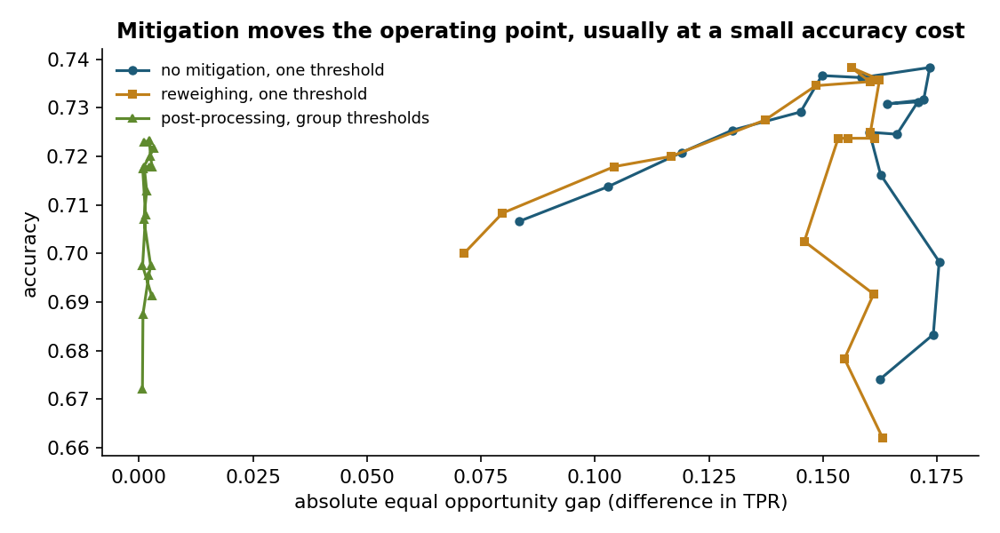 Mitigation moves the operating point, usually at a small accuracy cost
no mitigation, one threshold
reweighing, one threshold
post-processing, group thresholds
accuracy
0.74
0.73
0.72
0.71
0.70
0.69
0.68
0.67
0.66
0.000 0.025 0.050 0.075 0.100 0.125 0.150 0.175
absolute equal opportunity gap (difference in TPR)